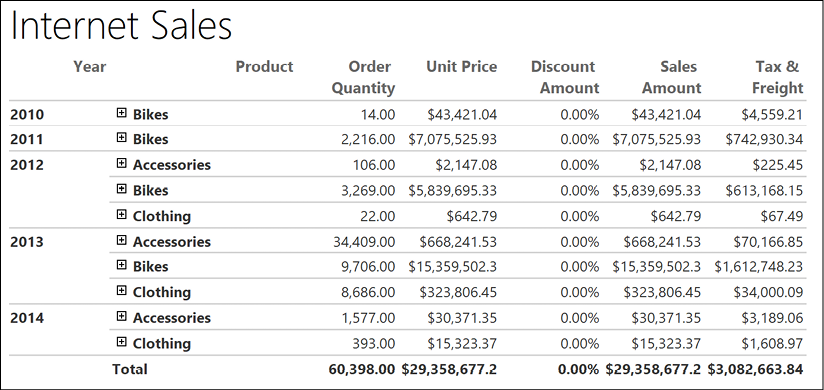 Internet Sales
Year Product Order Quantity Unit Price Discount Amount Sales Amount Tax & Freight
2010 Bikes 14.00 $43,421.04 0.00% $43,421.04 $4,559.21
2011 Bikes 2,216.00 $7,075,525.93 0.00% $7,075,525.93 $742,930.34
2012 Accessories 106.00 $2,147.08 0.00% $2,147.08 $225.45
Bikes 3,269.00 $5,839,695.33 0.00% $5,839,695.33 $613,168.15
Clothing 22.00 $642.79 0.00% $642.79 $67.49
2013 Accessories 34,409.00 $668,241.53 0.00% $668,241.53 $70,166.85
Bikes 9,706.00 $15,359,502.3 0.00% $15,359,502.3 $1,612,748.23
Clothing 8,686.00 $323,806.45 0.00% $323,806.45 $34,000.09
2014 Accessories 1,577.00 $30,371.35 0.00% $30,371.35 $3,189.06
Clothing 393.00 $15,323.37 0.00% $15,323.37 $1,608.97
Total 60,398.00 $29,358,677.2 0.00% $29,358,677.2 $3,082,663.84